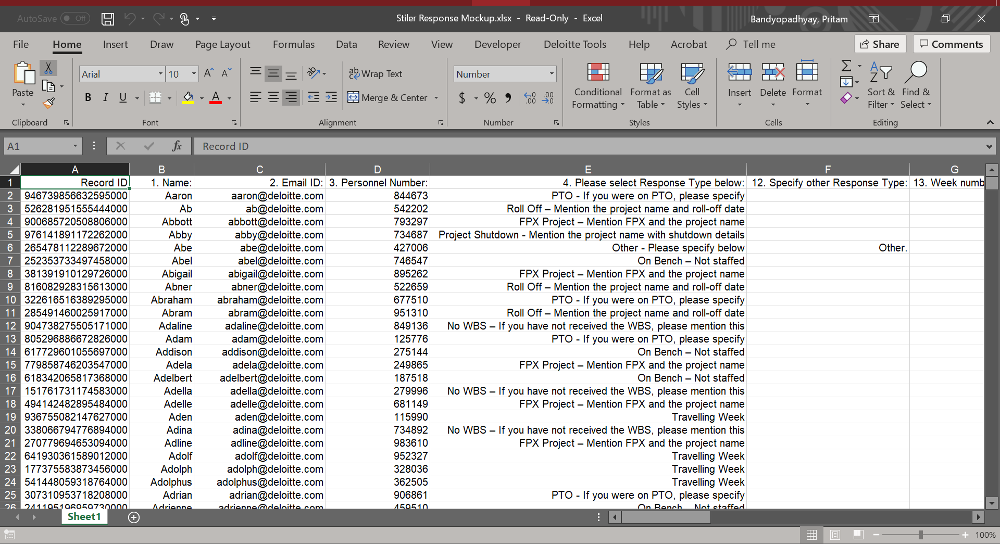 AutoSave Off Stiler Response Mockup.xlsx - Read-Only - Excel Bandyopadhyay, Pritam
File Home Insert Draw Page Layout Formulas Data Review View Developer Deloitte Tools Help Acrobat Tell me Share Comments
Arial 10 A A ab Wrap Text Number
Paste B I U A Merge & Center $ % Conditional Formatting Format as Table Cell Styles Insert Delete Format Sort & Filter Find & Select
Clipboard Font Alignment Number Styles Cells Editing
A1 fx Record ID
A B C D E F G
1 Record ID 1. Name: 2. Email ID: 3. Personnel Number: 4. Please select Response Type below: 12. Specify other Response Type: 13. Week numb
2 946739856632595000 Aaron aaron@deloitte.com 844673 PTO - If you were on PTO, please specify
3 526281951555444000 Ab ab@deloitte.com 542202 Roll Off – Mention the project name and roll-off date
4 900685720508806000 Abbott abbott@deloitte.com 793297 FPX Project – Mention FPX and the project name
5 976141891172262000 Abby abby@deloitte.com 734687 Project Shutdown - Mention the project name with shutdown details
6 265478112289672000 Abe abe@deloitte.com 427006 Other - Please specify below Other.
7 252353733497458000 Abel abel@deloitte.com 746547 On Bench – Not staffed
8 381391910129726000 Abigail abigail@deloitte.com 895262 FPX Project – Mention FPX and the project name
9 816082928315613000 Abner abner@deloitte.com 522659 Roll Off – Mention the project name and roll-off date
10 322616516389295000 Abraham abraham@deloitte.com 677510 PTO - If you were on PTO, please specify
11 285491460025917000 Abram abram@deloitte.com 951310 Roll Off – Mention the project name and roll-off date
12 904738275505171000 Adaline adaline@deloitte.com 849136 No WBS – If you have not received the WBS, please mention this
13 805296886672826000 Adam adam@deloitte.com 125776 PTO - If you were on PTO, please specify
14 617729601055697000 Addison addison@deloitte.com 275144 On Bench – Not staffed
15 779858746203547000 Adela adela@deloitte.com 249865 FPX Project – Mention FPX and the project name
16 618342065817368000 Adelbert adelbert@deloitte.com 187518 On Bench – Not staffed
17 151761731174583000 Adella adella@deloitte.com 279996 No WBS – If you have not received the WBS, please mention this
18 494142482895484000 Adelle adelle@deloitte.com 681149 FPX Project – Mention FPX and the project name
19 936755082147627000 Aden aden@deloitte.com 115990 Travelling Week
20 338066794776894000 Adina adina@deloitte.com 734892 No WBS – If you have not received the WBS, please mention this
21 270779694653094000 Adline adline@deloitte.com 983610 FPX Project – Mention FPX and the project name
22 641930361589012000 Adolf adolf@deloitte.com 952327 Travelling Week
23 177375583873456000 Adolph adolph@deloitte.com 328036 Travelling Week
24 541448059318764000 Adolphus adolphus@deloitte.com 362505 Travelling Week
25 307310953718208000 Adrian adrian@deloitte.com 906861 PTO - If you were on PTO, please specify
26 241195196959730000 Adrienne adrienne@deloitte.com 459510 On Bench – Not staffed
Sheet1
100%